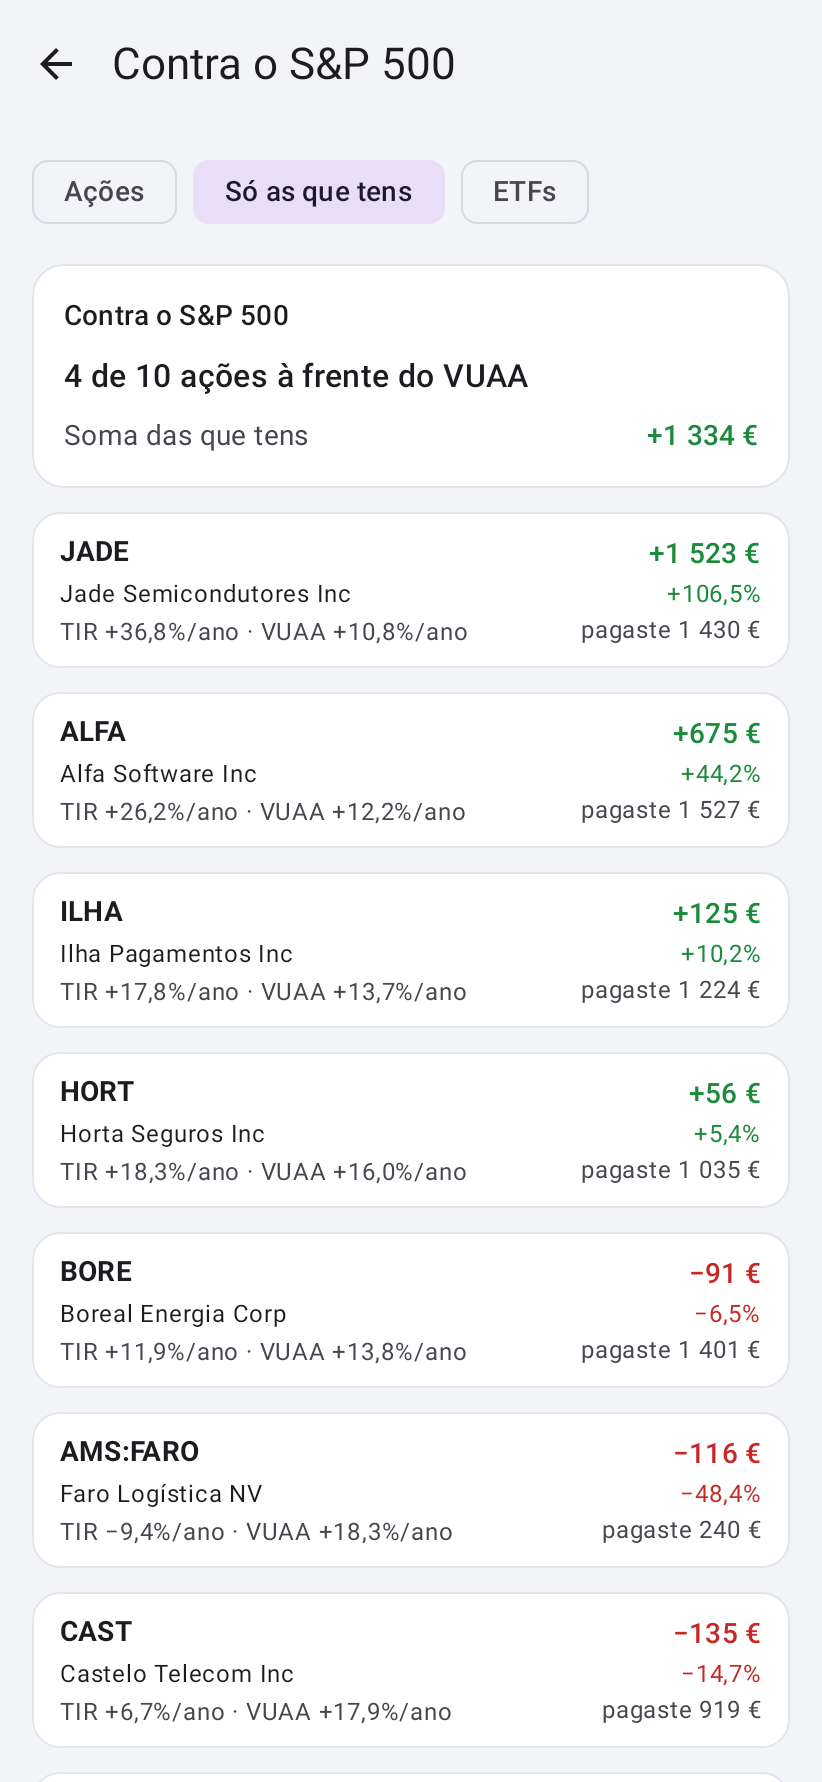 Contra o S&P 500
Ações
Só as que tens
ETFs
Contra o S&P 500
4 de 10 ações à frente do VUAA
Soma das que tens +1 334 €
JADE +1 523 €
Jade Semicondutores Inc +106,5%
TIR +36,8%/ano · VUAA +10,8%/ano pagaste 1 430 €
ALFA +675 €
Alfa Software Inc +44,2%
TIR +26,2%/ano · VUAA +12,2%/ano pagaste 1 527 €
ILHA +125 €
Ilha Pagamentos Inc +10,2%
TIR +17,8%/ano · VUAA +13,7%/ano pagaste 1 224 €
HORT +56 €
Horta Seguros Inc +5,4%
TIR +18,3%/ano · VUAA +16,0%/ano pagaste 1 035 €
BORE −91 €
Boreal Energia Corp −6,5%
TIR +11,9%/ano · VUAA +13,8%/ano pagaste 1 401 €
AMS:FARO −116 €
Faro Logística NV −48,4%
TIR −9,4%/ano · VUAA +18,3%/ano pagaste 240 €
CAST −135 €
Castelo Telecom Inc −14,7%
TIR +6,7%/ano · VUAA +17,9%/ano pagaste 919 €